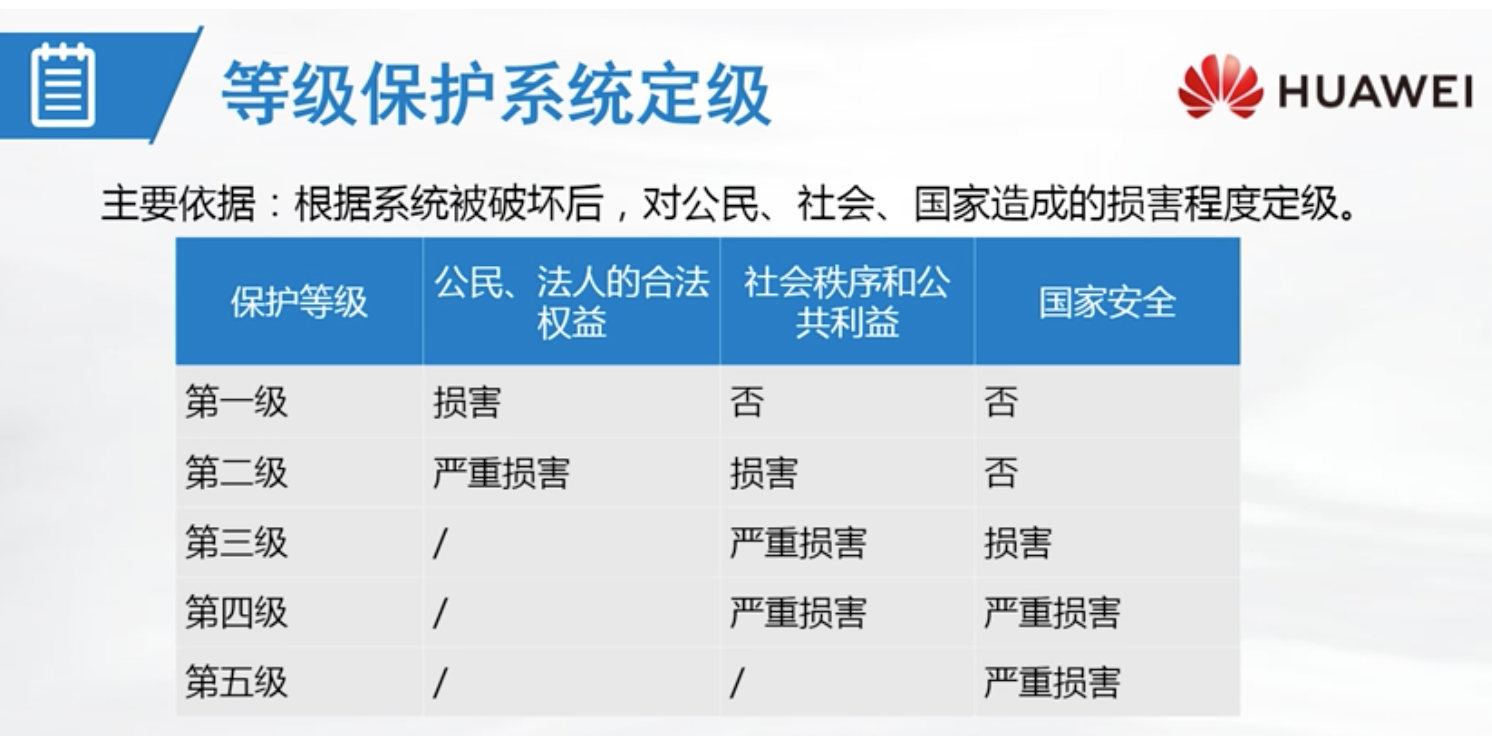 等级保护系统定级
HUAWEI
主要依据：根据系统被破坏后，对公民、社会、国家造成的损害程度定级。
保护等级 公民、法人的合法权益 社会秩序和公共利益 国家安全
第一级 损害 否 否
第二级 严重损害 损害 否
第三级 / 严重损害 损害
第四级 / 严重损害 严重损害
第五级 / / 严重损害